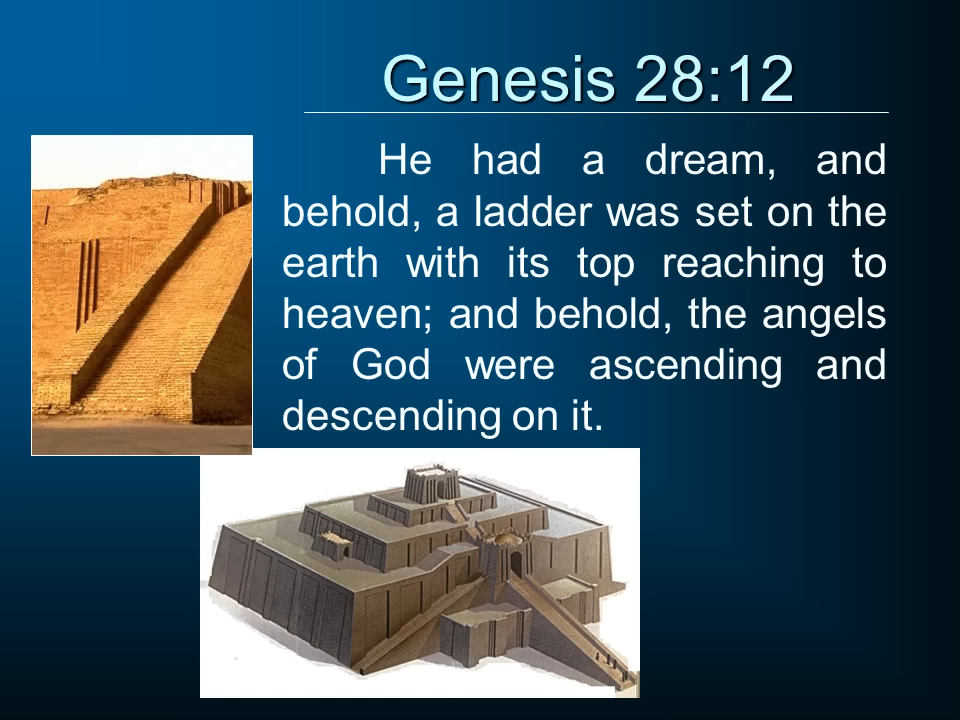 Genesis 28:12
He had a dream, and
behold, a ladder was set on the
earth with its top reaching to
heaven; and behold, the angels
of God were ascending and
descending on it.